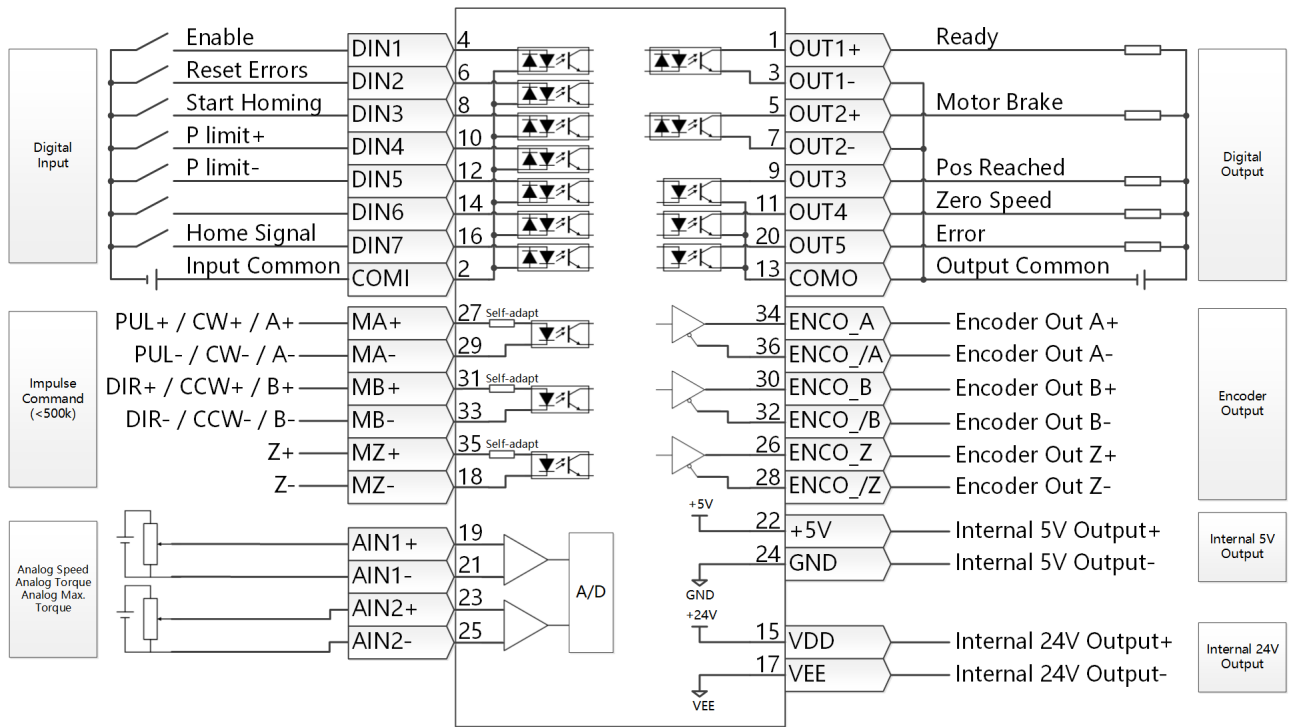 Digital
Input
Enable
DIN1
4
Reset Errors
DIN2
6
Start Homing
DIN3
8
P limit+
DIN4
10
P limit-
DIN5
12
DIN6
14
Home Signal
DIN7
16
Input Common
COMI
2
1
OUT1+
Ready
3
OUT1-
5
OUT2+
Motor Brake
7
OUT2-
9
OUT3
Pos Reached
11
OUT4
Zero Speed
20
OUT5
Error
13
COMO
Output Common
Digital
Output
Impulse
Command
(<500k)
PUL+ / CW+ / A+
MA+
27
Self-adapt
PUL- / CW- / A-
MA-
29
DIR+ / CCW+ / B+
MB+
31
Self-adapt
DIR- / CCW- / B-
MB-
33
Z+
MZ+
35
Self-adapt
Z-
MZ-
18
34
ENCO_A
Encoder Out A+
36
ENCO_/A
Encoder Out A-
30
ENCO_B
Encoder Out B+
32
ENCO_/B
Encoder Out B-
26
ENCO_Z
Encoder Out Z+
28
ENCO_/Z
Encoder Out Z-
Encoder
Output
Analog Speed
Analog Torque
Analog Max.
Torque
AIN1+
19
AIN1-
21
AIN2+
23
AIN2-
25
A/D
+5V
22
+5V
Internal 5V Output+
24
GND
Internal 5V Output-
GND
Internal 5V
Output
+24V
15
VDD
Internal 24V Output+
17
VEE
Internal 24V Output-
VEE
Internal 24V
Output